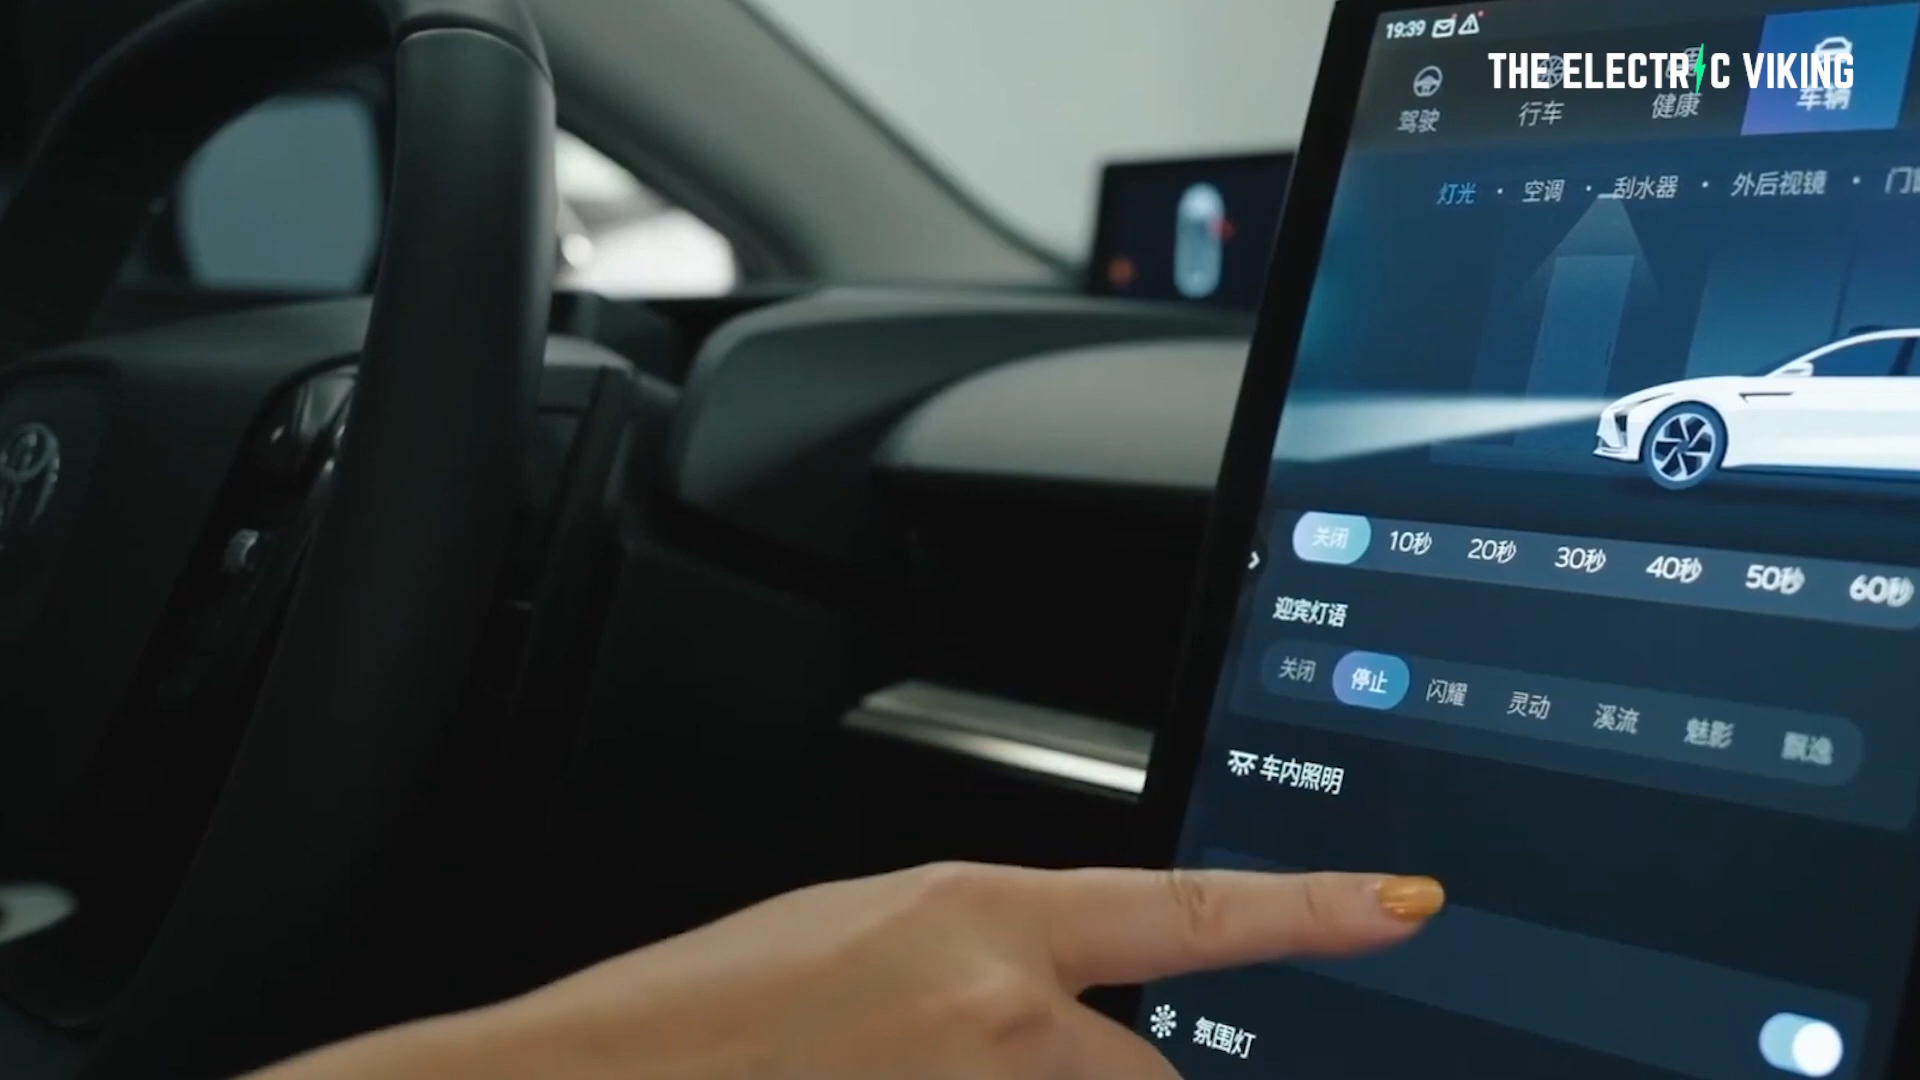 19:39
THE ELECTRIC VIKING
驾驶 行车 健康 车辆
灯光 · 空调 · 刮水器 · 外后视镜 · 门
关闭 10秒 20秒 30秒 40秒 50秒 60秒
迎宾灯语
关闭 停止 闪耀 灵动 溪流 魅影 飘逸
车内照明
氛围灯